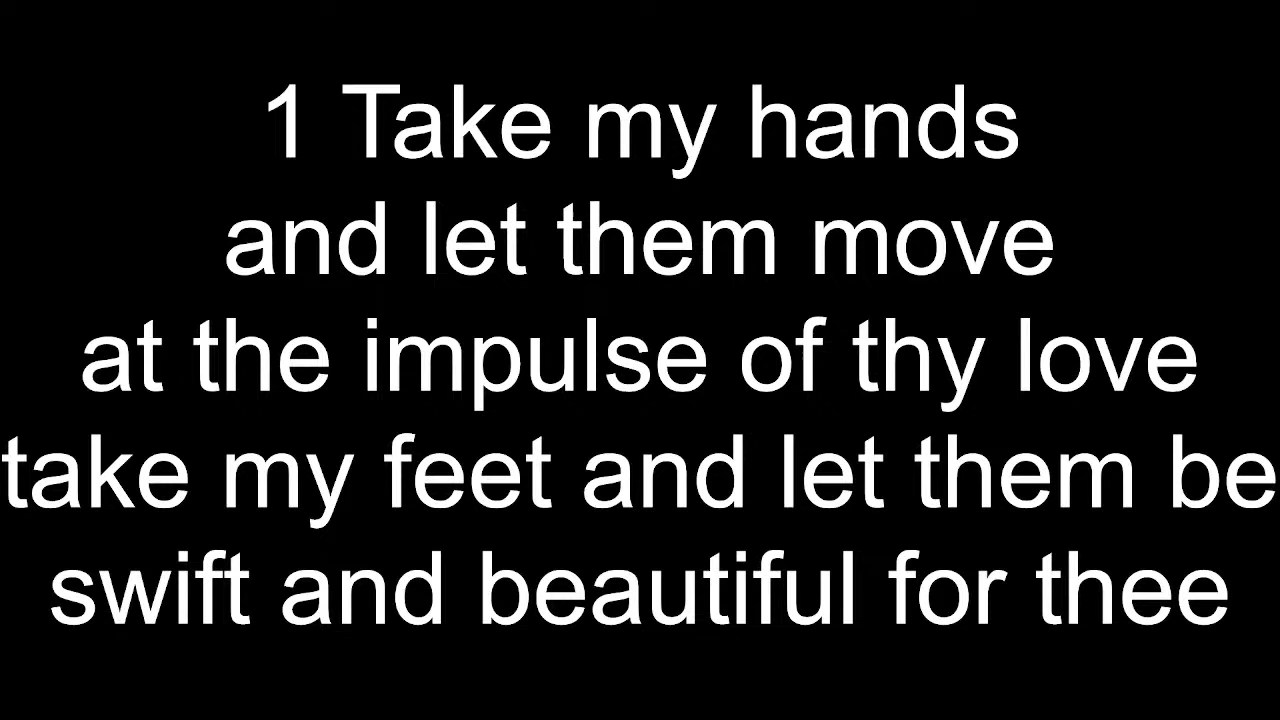 1 Take my hands
and let them move
at the impulse of thy love
take my feet and let them be
swift and beautiful for thee